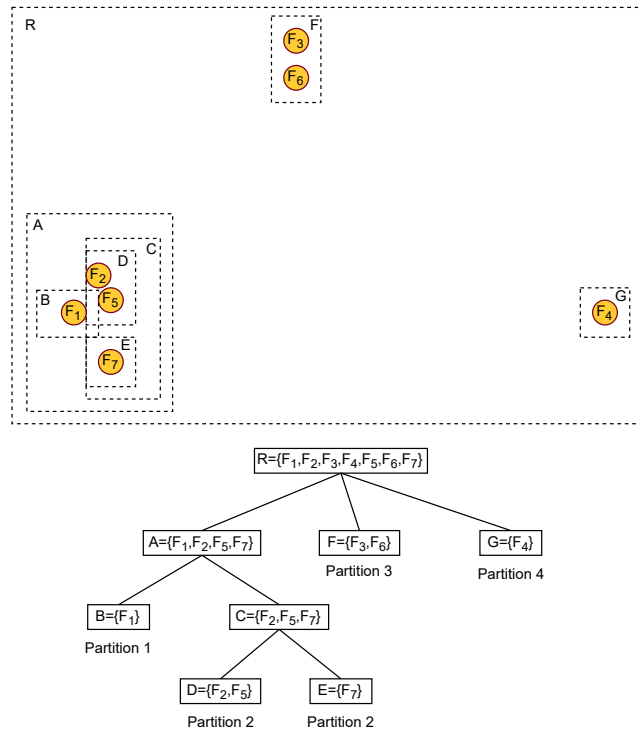 R
F
F3
F6
A
C
D
F2
B
F5
F1
G
F4
E
F7
R={F1,F2,F3,F4,F5,F6,F7}
A={F1,F2,F5,F7}
F={F3,F6}
G={F4}
Partition 3
Partition 4
B={F1}
C={F2,F5,F7}
Partition 1
D={F2,F5}
E={F7}
Partition 2
Partition 2